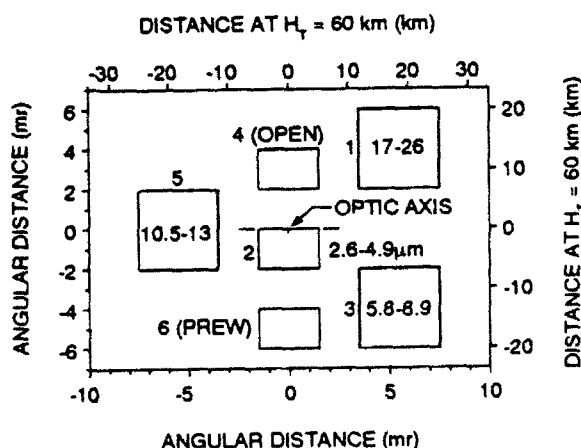 DISTANCE AT H_T = 60 km (km)
-30 -20 -10 0 10 20 30
ANGULAR DISTANCE (mr)
6
4
2
0
-2
-4
-6
4 (OPEN)
1
17-26
5
10.5-13
OPTIC AXIS
2
2.6-4.9μm
3
5.8-8.9
6 (PREW)
20
10
0
-10
-20
DISTANCE AT H_T = 60 km (km)
-10 -5 0 5 10
ANGULAR DISTANCE (mr)